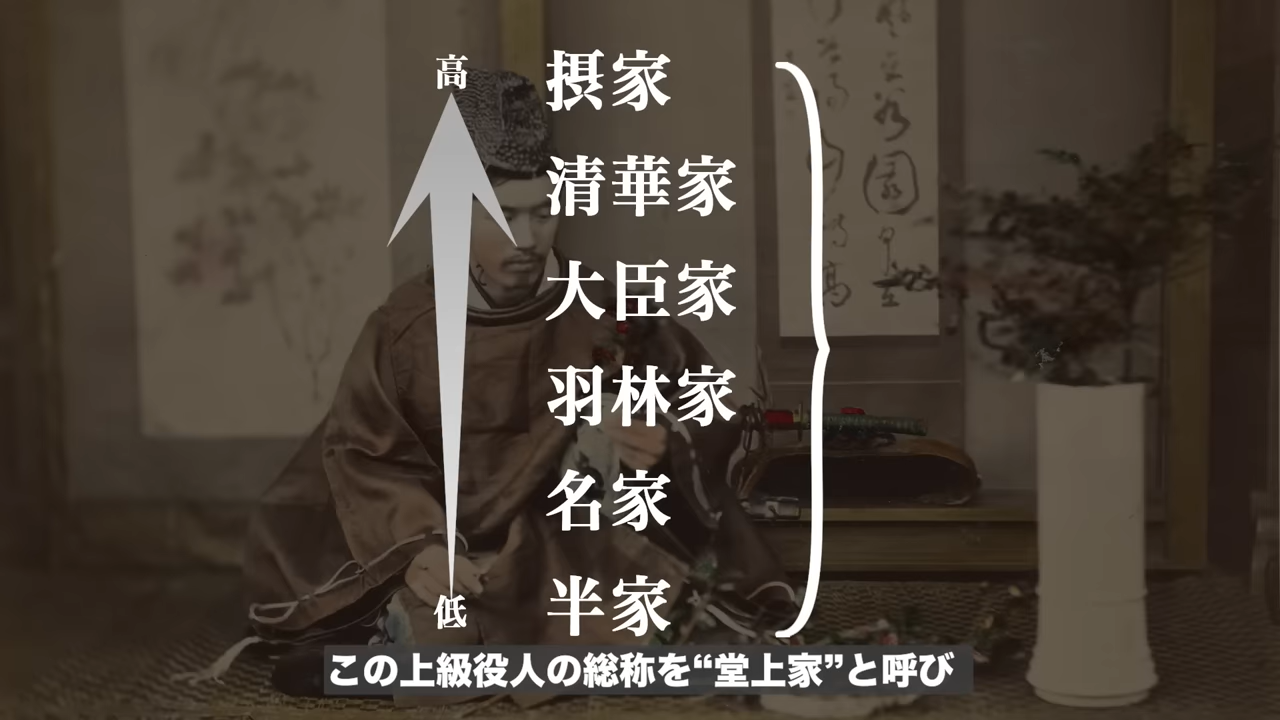 高
摂家
清華家
大臣家
羽林家
名家
半家
低
この上級役人の総称を“堂上家”と呼び